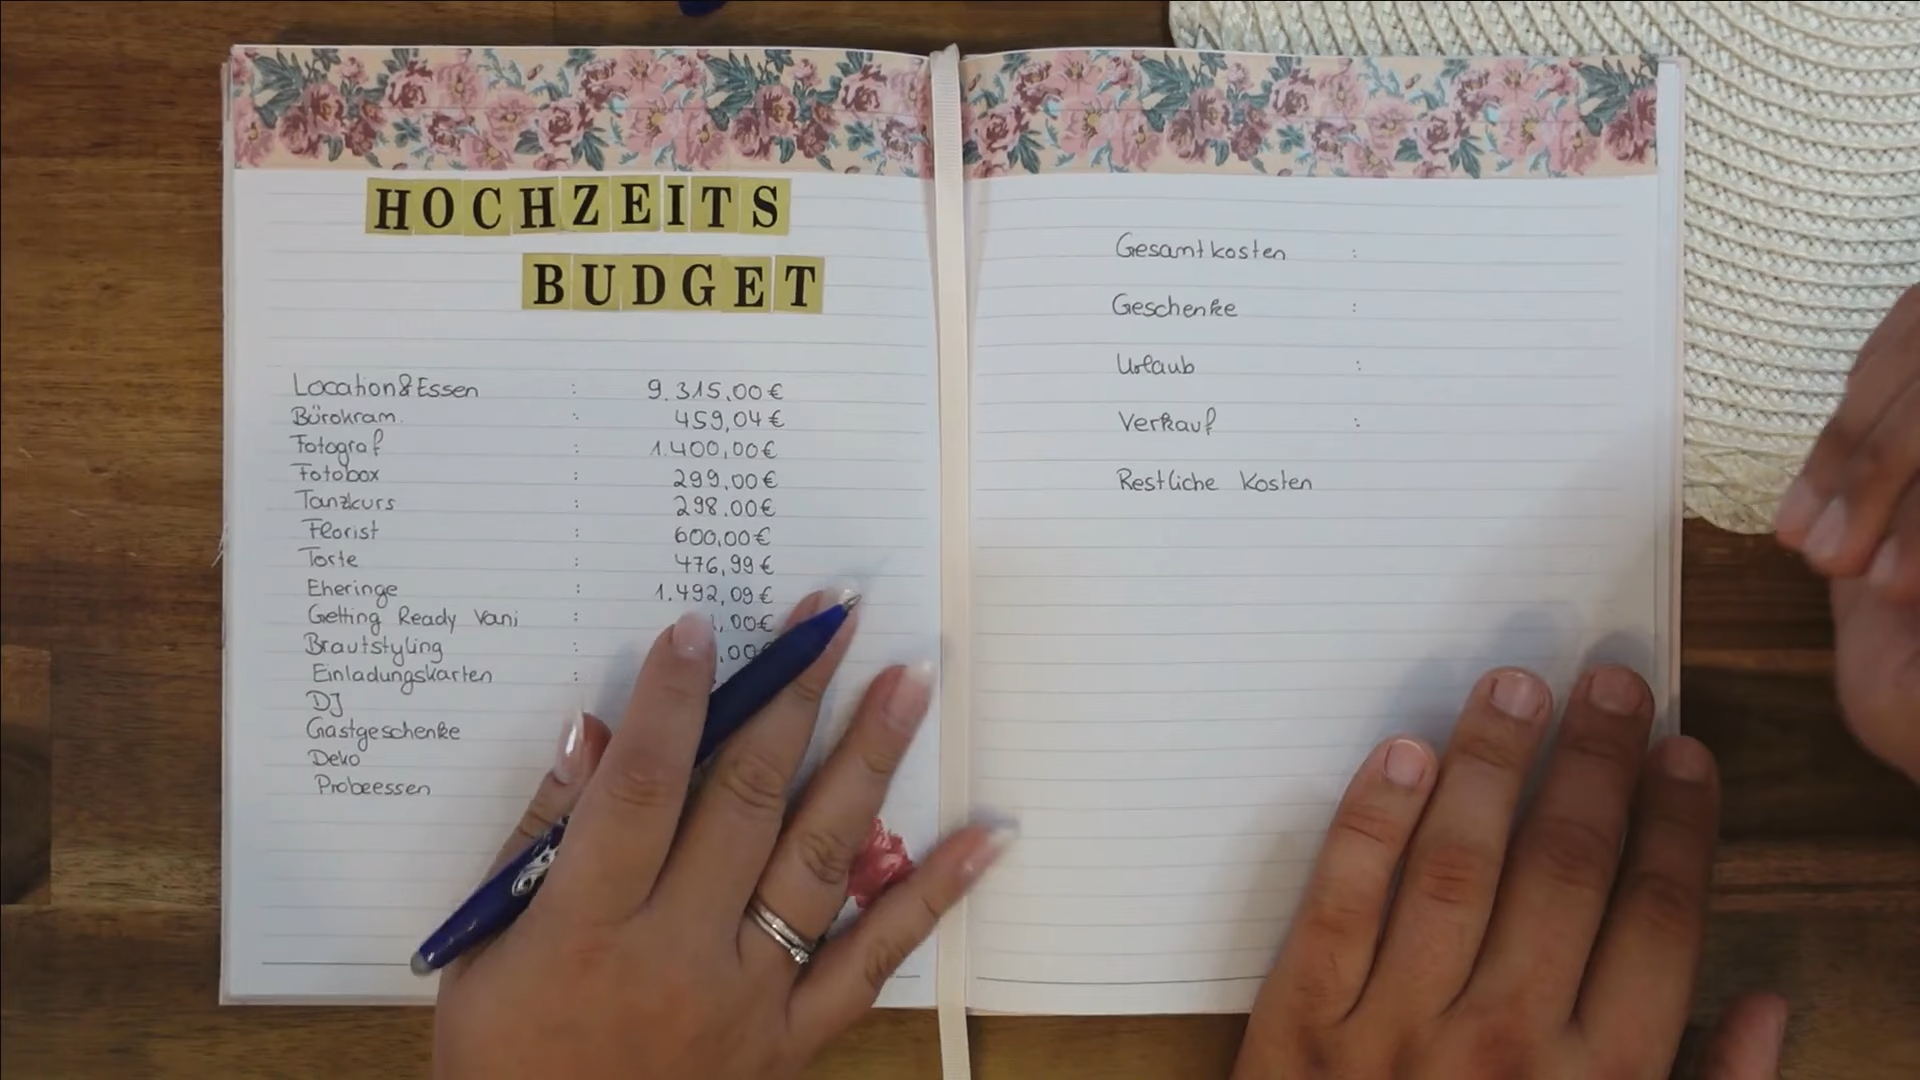 HOCHZEITS
BUDGET
Location&Essen : 9.315,00€
Bürokram : 459,04€
Fotograf : 1.400,00€
Fotobox : 299,00€
Tanzkurs : 298.00€
Florist : 600,00€
Torte : 476,99€
Eheringe : 1.492,09€
Getting Ready Vani : ,00€
Brautstyling : ,00€
Einladungskarten :
DJ
Gastgeschenke
Deko
Probeessen
Gesamtkosten :
Geschenke :
Urlaub :
Verkauf :
Restliche Kosten